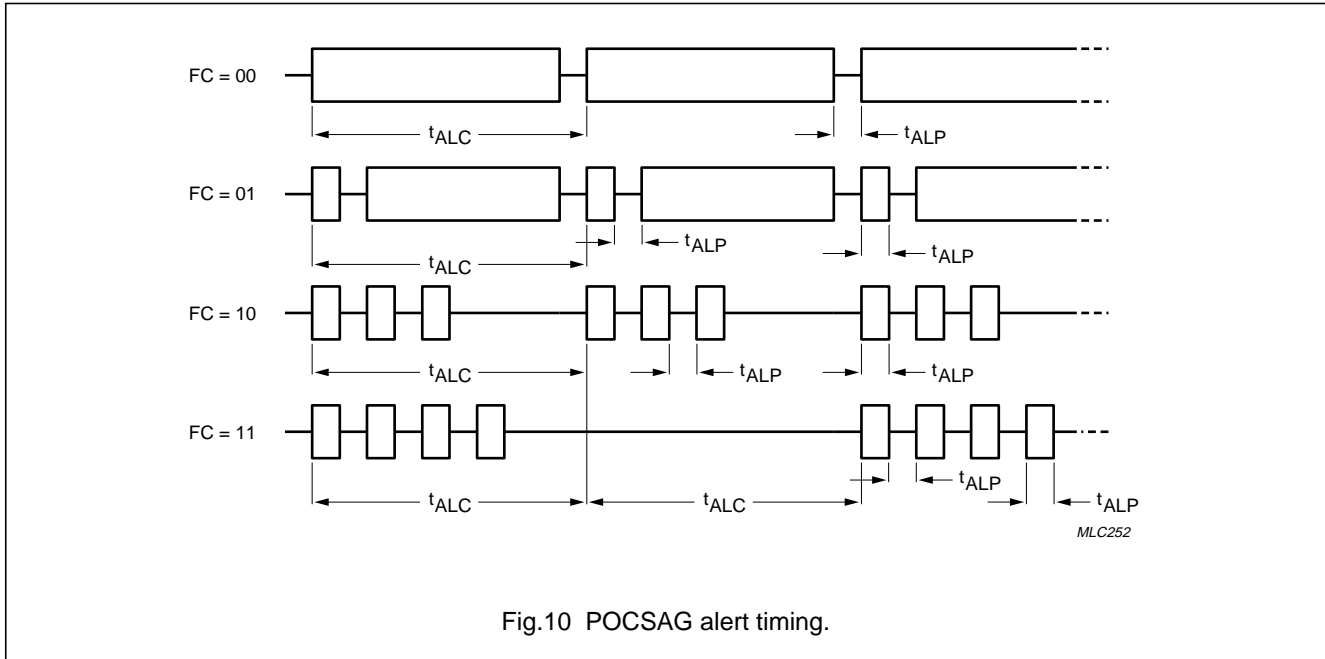 FC = 00
tALC
tALP
FC = 01
tALP
tALP
tALC
FC = 10
tALC
tALP
tALP
FC = 11
tALP
tALC
tALC
tALP
MLC252
Fig.10 POCSAG alert timing.